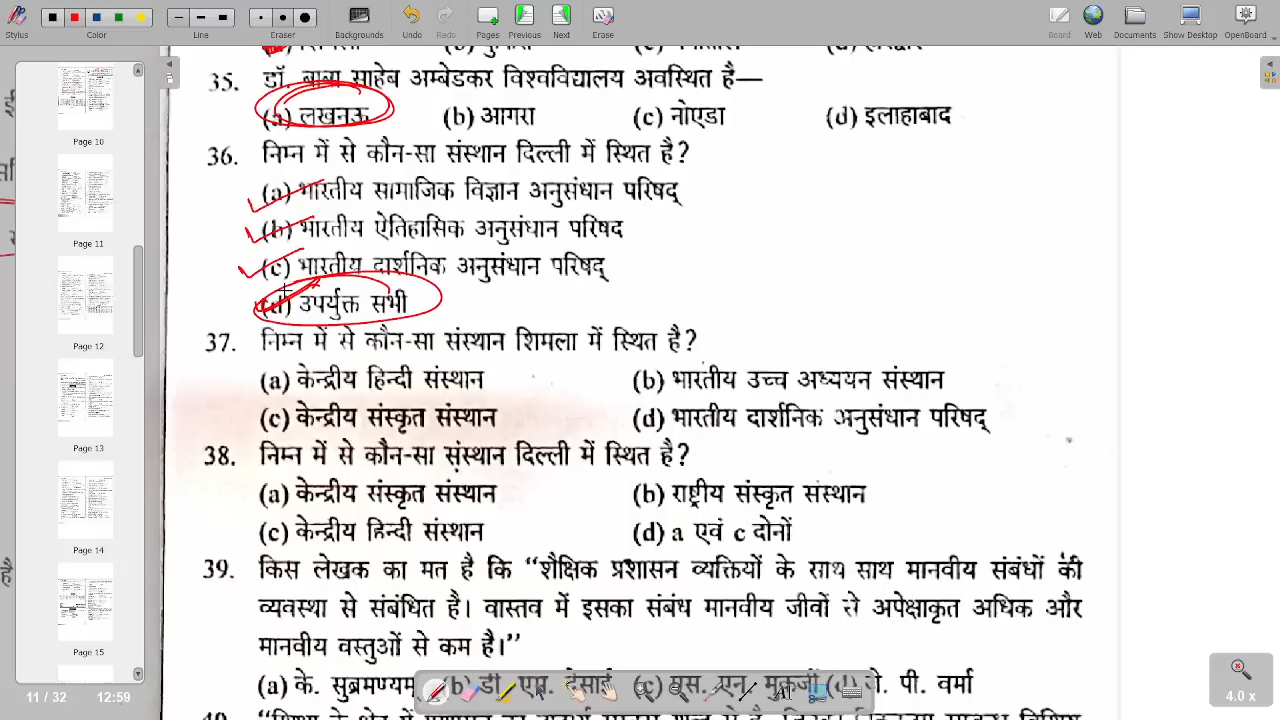 Stylus
Color
Line
Eraser
Backgrounds
Undo
Redo
Pages
Previous
Next
Erase
Board
Web
Documents
Show Desktop
OpenBoard
35. डॉ. बाबा साहेब अम्बेडकर विश्वविद्यालय अवस्थित है—
(a) लखनऊ (b) आगरा (c) नोएडा (d) इलाहाबाद
36. निम्न में से कौन-सा संस्थान दिल्ली में स्थित है?
(a) भारतीय सामाजिक विज्ञान अनुसंधान परिषद्
(b) भारतीय ऐतिहासिक अनुसंधान परिषद
(c) भारतीय दार्शनिक अनुसंधान परिषद्
(d) उपर्युक्त सभी
37. निम्न में से कौन-सा संस्थान शिमला में स्थित है?
(a) केन्द्रीय हिन्दी संस्थान (b) भारतीय उच्च अध्ययन संस्थान
(c) केन्द्रीय संस्कृत संस्थान (d) भारतीय दार्शनिक अनुसंधान परिषद्
38. निम्न में से कौन-सा संस्थान दिल्ली में स्थित है?
(a) केन्द्रीय संस्कृत संस्थान (b) राष्ट्रीय संस्कृत संस्थान
(c) केन्द्रीय हिन्दी संस्थान (d) a एवं c दोनों
39. किस लेखक का मत है कि “शैक्षिक प्रशासन व्यक्तियों के साथ साथ मानवीय संबंधों की
व्यवस्था से संबंधित है। वास्तव में इसका संबंध मानवीय जीवों से अपेक्षाकृत अधिक और
मानवीय वस्तुओं से कम है।”
(a) के. सुब्रमण्यम (b) डी. एम. देसाई (c) एस. एन. मुकर्जी (d) जे. पी. वर्मा
Page 10
Page 11
Page 12
Page 13
Page 14
Page 15
11 / 32 12:59
4.0 x